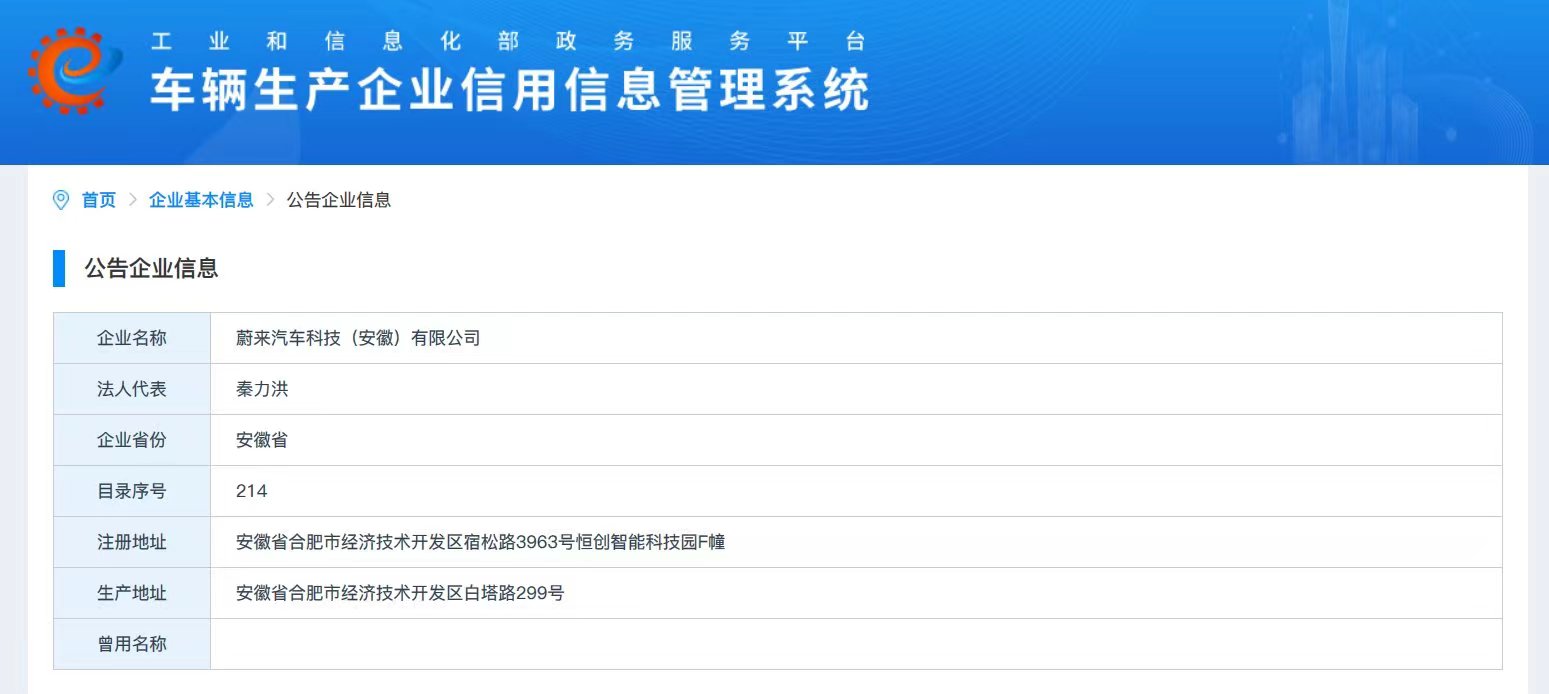 工业和信息化部政务服务平台
车辆生产企业信用信息管理系统
首页 > 企业基本信息 > 公告企业信息
公告企业信息
企业名称 蔚来汽车科技（安徽）有限公司
法人代表 秦力洪
企业省份 安徽省
目录序号 214
注册地址 安徽省合肥市经济技术开发区宿松路3963号恒创智能科技园F幢
生产地址 安徽省合肥市经济技术开发区白塔路299号
曾用名称